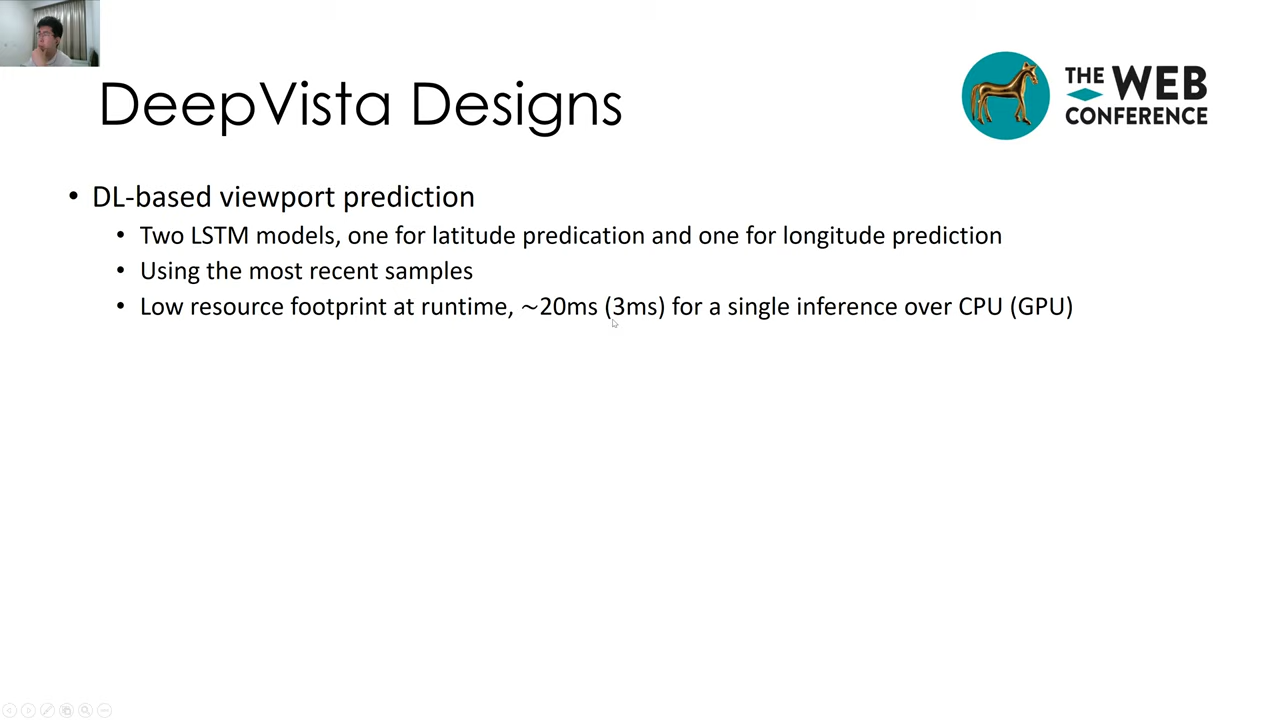 DeepVista Designs
THE WEB
CONFERENCE
• DL-based viewport prediction
• Two LSTM models, one for latitude predication and one for longitude prediction
• Using the most recent samples
• Low resource footprint at runtime, ~20ms (3ms) for a single inference over CPU (GPU)